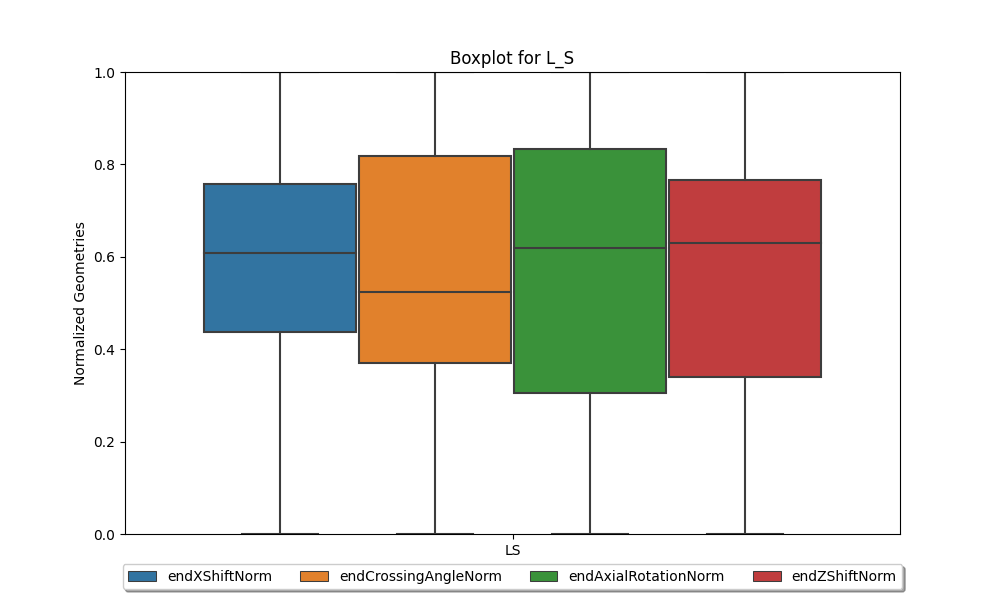 Boxplot for L_S
1.0
0.8
0.6
0.4
0.2
0.0
Normalized Geometries
LS
endXShiftNorm endCrossingAngleNorm endAxialRotationNorm endZShiftNorm